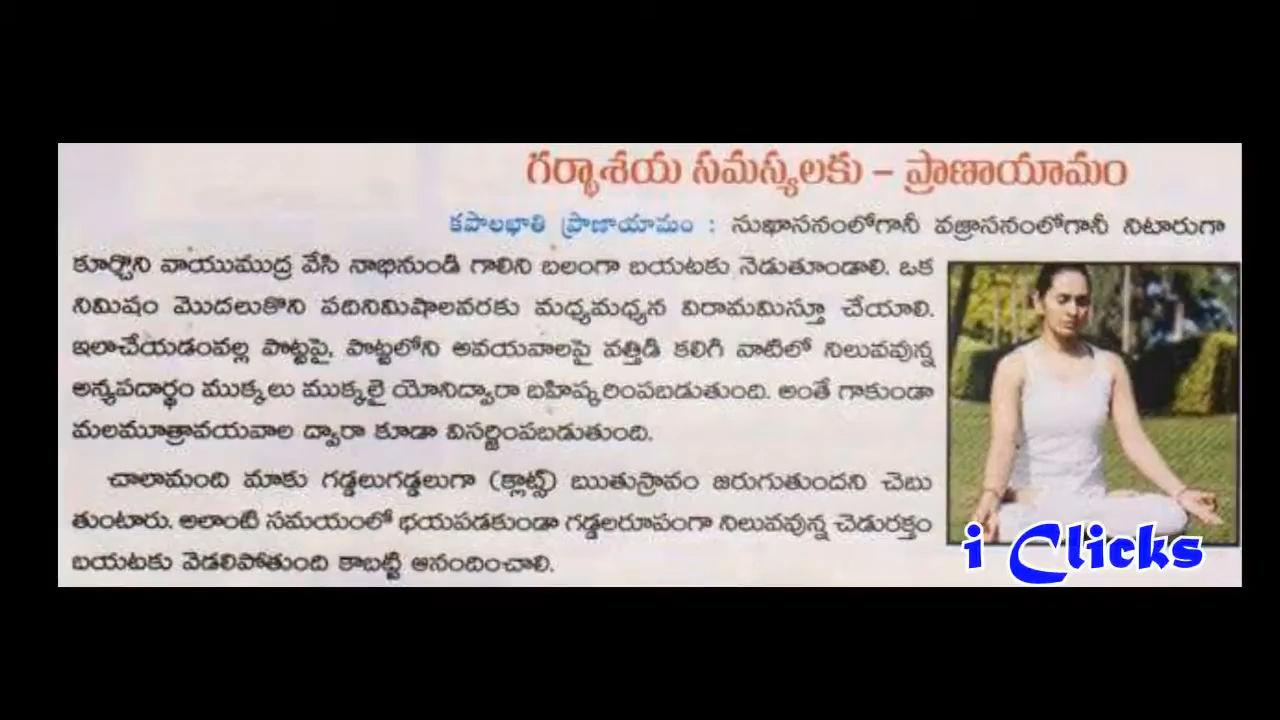 గర్భాశయ సమస్యలకు – ప్రాణాయామం
కపాలభాతి ప్రాణాయామం : సుఖాసనంలోగానీ వజ్రాసనంలోగానీ నిటారుగా
కూర్చొని వాయుముద్ర వేసి నాభినుండి గాలిని బలంగా బయటకు నెడుతూండాలి. ఒక
నిమిషం మొదలుకొని పదినిమిషాలవరకు మధ్యమధ్యన విరామమిస్తూ చేయాలి.
ఇలాచేయడంవల్ల పొట్టపై, పొట్టలోని అవయవాలపై వత్తిడి కలిగి వాటిలో నిలువవున్న
అన్యపదార్థం ముక్కలు ముక్కలై యోనిద్వారా బహిష్కరింపబడుతుంది. అంతే గాకుండా
మలమూత్రావయవాల ద్వారా కూడా విసర్జింపబడుతుంది.
చాలామంది మాకు గడ్డలుగడ్డలుగా (క్లాట్స్) ఋతుస్రావం జరుగుతుందని చెబు
తుంటారు. అలాంటి సమయంలో భయపడకుండా గడ్డలరూపంగా నిలువవున్న చెడురక్తం
బయటకు వెడలిపోతుంది కాబట్టి ఆనందించాలి.
i Clicks